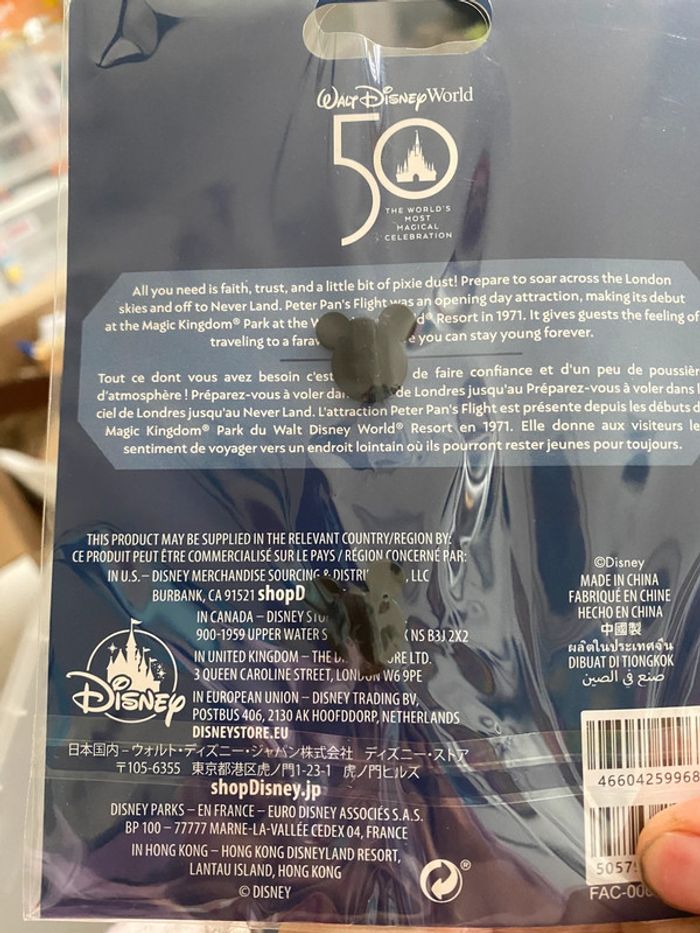 WALT DISNEY World
50
THE WORLD'S
MOST
MAGICAL
CELEBRATION
All you need is faith, trust, and a little bit of pixie dust! Prepare to soar across the London
skies and off to Never Land. Peter Pan's Flight was an opening day attraction, making its debut
at the Magic Kingdom® Park at the Resort in 1971. It gives guests the feeling of
traveling to a you can stay young forever.
Tout ce dont vous avez besoin c'est de faire confiance et d'un peu de
d'atmosphère ! Préparez-vous à voler de Londres jusqu'au Préparez-vous à voler dans
ciel de Londres jusqu'au Never Land. L'attraction Peter Pan's Flight est présente depuis les débuts
Magic Kingdom® Park du Walt Disney World® Resort en 1971. Elle donne aux visiteurs le
sentiment de voyager vers un endroit lointain où ils pourront rester jeunes pour toujours.
THIS PRODUCT MAY BE SUPPLIED IN THE RELEVANT COUNTRY/REGION BY:
CE PRODUIT PEUT ÊTRE COMMERCIALISÉ SUR LE PAYS / RÉGION CONCERNÉ PAR:
IN U.S. – DISNEY MERCHANDISE SOURCING & , LLC
BURBANK, CA 91521 shopD
IN CANADA – DISNEY
900-1959 UPPER WATER NS B3J 2X2
IN UNITED KINGDOM – THE LTD.
3 QUEEN CAROLINE STREET, LONDON W6 9PE
DISNEY
IN EUROPEAN UNION – DISNEY TRADING BV,
POSTBUS 406, 2130 AK HOOFDDORP, NETHERLANDS
DISNEYSTORE.EU
日本国内 – ウォルト・ディズニー・ジャパン株式会社 ディズニー・ストア
〒105-6355 東京都港区虎ノ門1-23-1 虎ノ門ヒルズ
shopDisney.jp
DISNEY PARKS – EN FRANCE – EURO DISNEY ASSOCIÉS S.A.S.
BP 100 – 77777 MARNE-LA-VALLÉE CEDEX 04, FRANCE
IN HONG KONG – HONG KONG DISNEYLAND RESORT,
LANTAU ISLAND, HONG KONG
© DISNEY
®
©Disney
MADE IN CHINA
FABRIQUÉ EN CHINE
HECHO EN CHINA
中國製
ผลิตในประเทศจีน
DIBUAT DI TIONGKOK
صنع في الصين
46604259968
5057
FAC-00